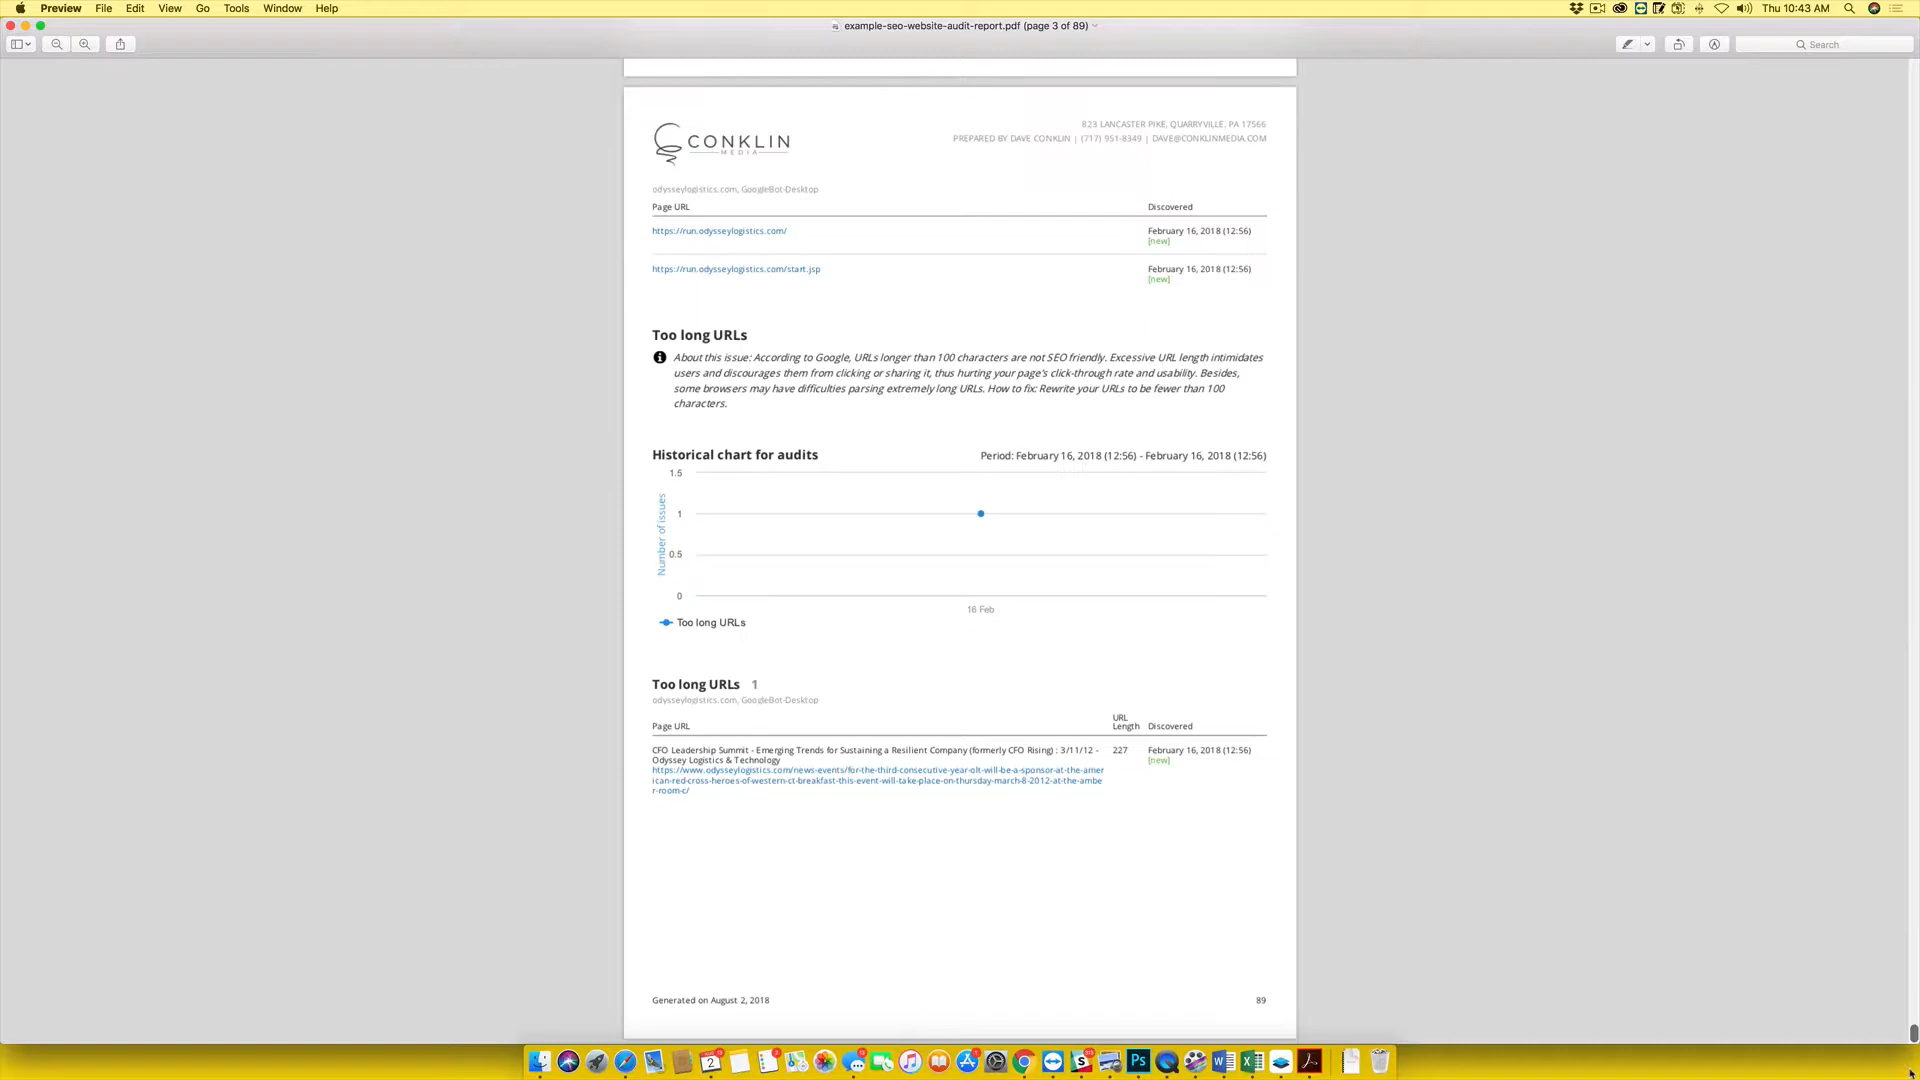 Preview File Edit View Go Tools Window Help
Thu 10:43 AM
example-seo-website-audit-report.pdf (page 3 of 89)
Search
CONKLIN
MEDIA
823 LANCASTER PIKE, QUARRYVILLE, PA 17566
PREPARED BY DAVE CONKLIN | (717) 951-8349 | DAVE@CONKLINMEDIA.COM
odysseylogistics.com, GoogleBot-Desktop
Page URL Discovered
https://run.odysseylogistics.com/ February 16, 2018 (12:56)
[new]
https://run.odysseylogistics.com/start.jsp February 16, 2018 (12:56)
[new]
Too long URLs
About this issue: According to Google, URLs longer than 100 characters are not SEO friendly. Excessive URL length intimidates
users and discourages them from clicking or sharing it, thus hurting your page's click-through rate and usability. Besides,
some browsers may have difficulties parsing extremely long URLs. How to fix: Rewrite your URLs to be fewer than 100
characters.
Historical chart for audits Period: February 16, 2018 (12:56) - February 16, 2018 (12:56)
1.5
1
0.5
0
Number of issues
16 Feb
Too long URLs
Too long URLs 1
odysseylogistics.com, GoogleBot-Desktop
Page URL URL Length Discovered
CFO Leadership Summit - Emerging Trends for Sustaining a Resilient Company (formerly CFO Rising) : 3/11/12 - 227 February 16, 2018 (12:56)
Odyssey Logistics & Technology [new]
https://www.odysseylogistics.com/news-events/for-the-third-consecutive-year-olt-will-be-a-sponsor-at-the-amer
ican-red-cross-heroes-of-western-ct-breakfast-this-event-will-take-place-on-thursday-march-8-2012-at-the-ambe
r-room-c/
Generated on August 2, 2018 89
2
Ps